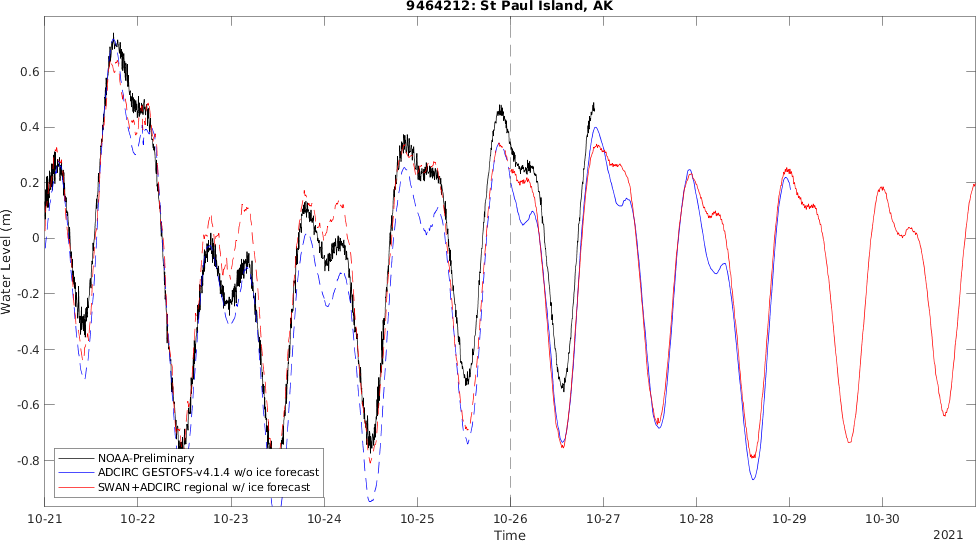 9464212: St Paul Island, AK
Water Level (m)
0.6
0.4
0.2
0
-0.2
-0.4
-0.6
-0.8
NOAA-Preliminary
ADCIRC GESTOFS-v4.1.4 w/o ice forecast
SWAN+ADCIRC regional w/ ice forecast
10-21 10-22 10-23 10-24 10-25 10-26 10-27 10-28 10-29 10-30
Time
2021